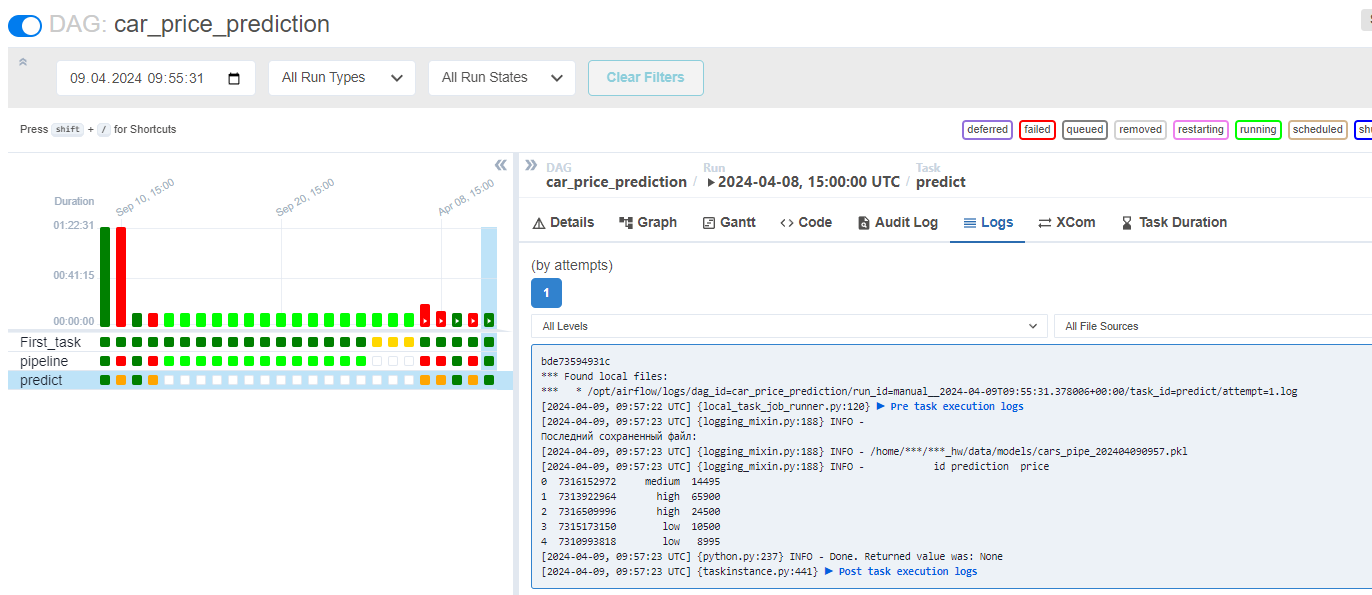 DAG: car_price_prediction
09.04.2024 09:55:31
All Run Types
All Run States
Clear Filters
Press shift + / for Shortcuts
deferred
failed
queued
removed
restarting
running
scheduled
Duration
Sep 10, 15:00
Sep 20, 15:00
Apr 08, 15:00
01:22:31
00:41:15
00:00:00
First_task
pipeline
predict
DAG
car_price_prediction
/
Run
2024-04-08, 15:00:00 UTC
/
Task
predict
Details
Graph
Gantt
Code
Audit Log
Logs
XCom
Task Duration
(by attempts)
1
All Levels
All File Sources
bde73594931c
*** Found local files:
***   * /opt/airflow/logs/dag_id=car_price_prediction/run_id=manual__2024-04-09T09:55:31.378006+00:00/task_id=predict/attempt=1.log
[2024-04-09, 09:57:22 UTC] {local_task_job_runner.py:120} ▶ Pre task execution logs
[2024-04-09, 09:57:23 UTC] {logging_mixin.py:188} INFO -
Последний сохраненный файл:
[2024-04-09, 09:57:23 UTC] {logging_mixin.py:188} INFO - /home/***/***_hw/data/models/cars_pipe_202404090957.pkl
[2024-04-09, 09:57:23 UTC] {logging_mixin.py:188} INFO -            id prediction  price
0  7316152972     medium  14495
1  7313922964       high  65900
2  7316509996       high  24500
3  7315173150        low  10500
4  7310993818        low   8995
[2024-04-09, 09:57:23 UTC] {python.py:237} INFO - Done. Returned value was: None
[2024-04-09, 09:57:23 UTC] {taskinstance.py:441} ▶ Post task execution logs